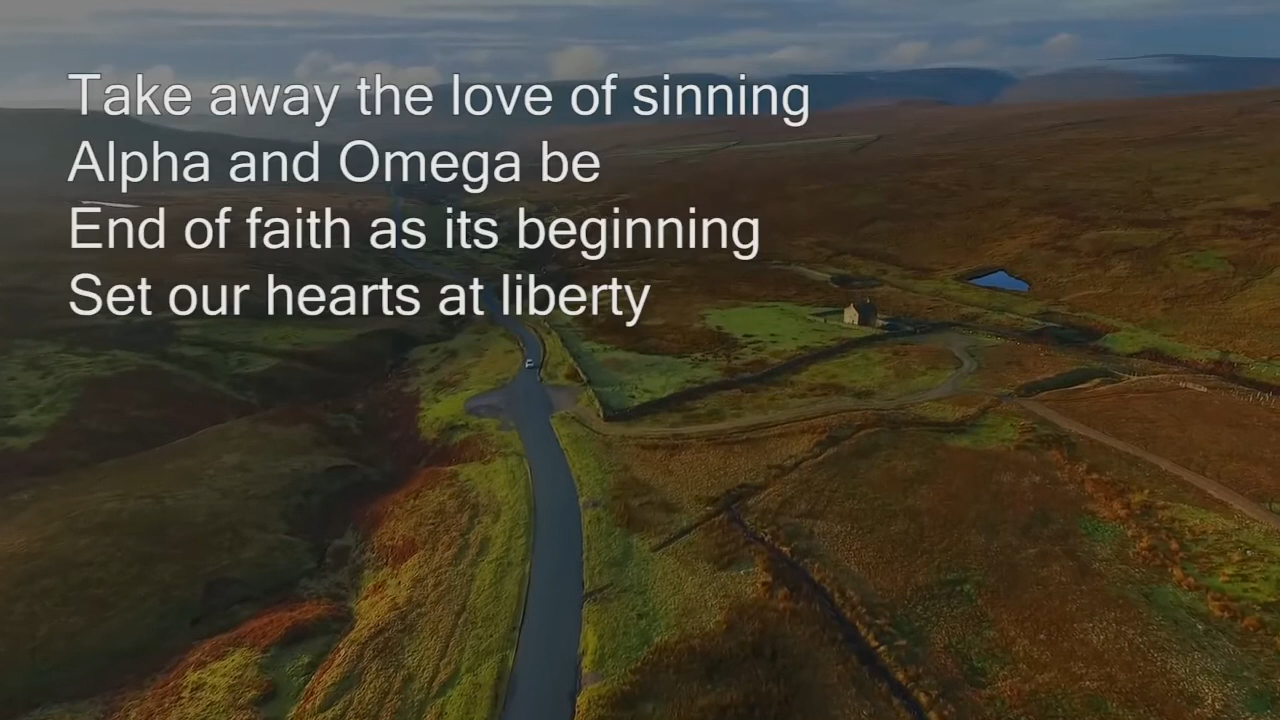 Take away the love of sinning
Alpha and Omega be
End of faith as its beginning
Set our hearts at liberty